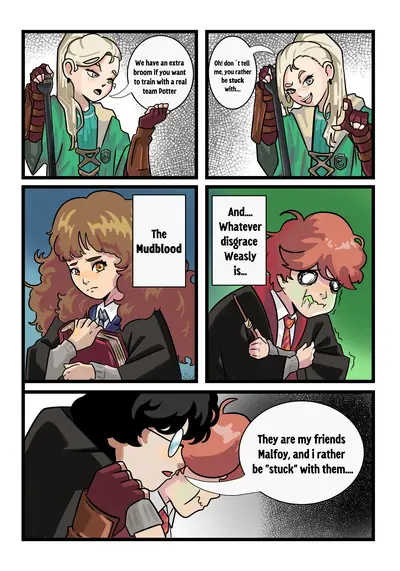 We have an extra
broom if you want
to train with a real
team Potter
Oh! don´t tell
me, you rather
be stuck
with...
The
Mudblood
And....
Whatever
disgrace
Weasly
is...
They are my friends
Malfoy, and i rather
be "stuck" with them....